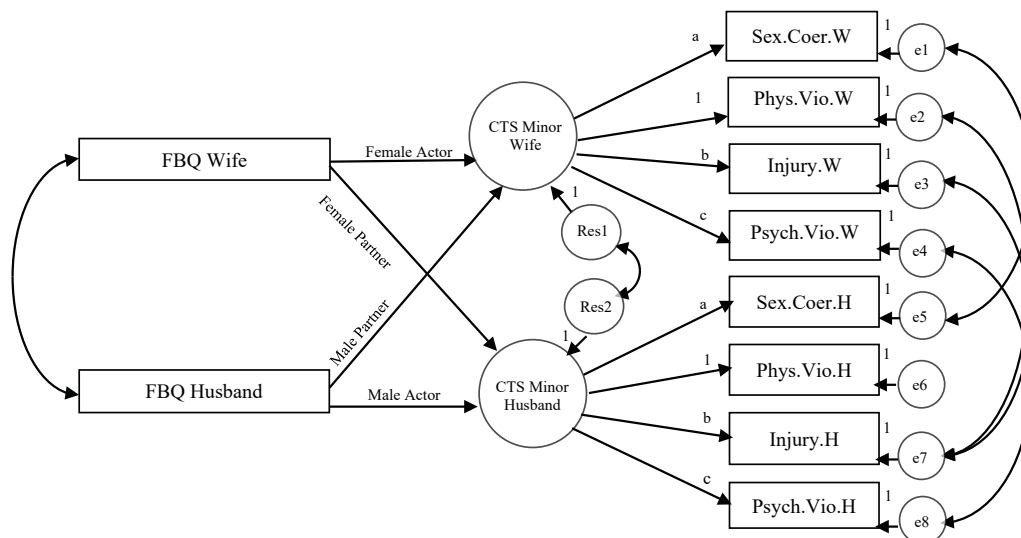 a
Sex.Coer.W
1
e1
1
Phys.Vio.W
1
e2
CTS Minor
Wife
b
Injury.W
1
e3
FBQ Wife
Female Actor
c
Psych.Vio.W
1
e4
Female Partner
1
Res1
Res2
1
a
Sex.Coer.H
1
e5
Male Partner
1
Phys.Vio.H
1
e6
FBQ Husband
Male Actor
CTS Minor
Husband
b
Injury.H
1
e7
c
Psych.Vio.H
1
e8